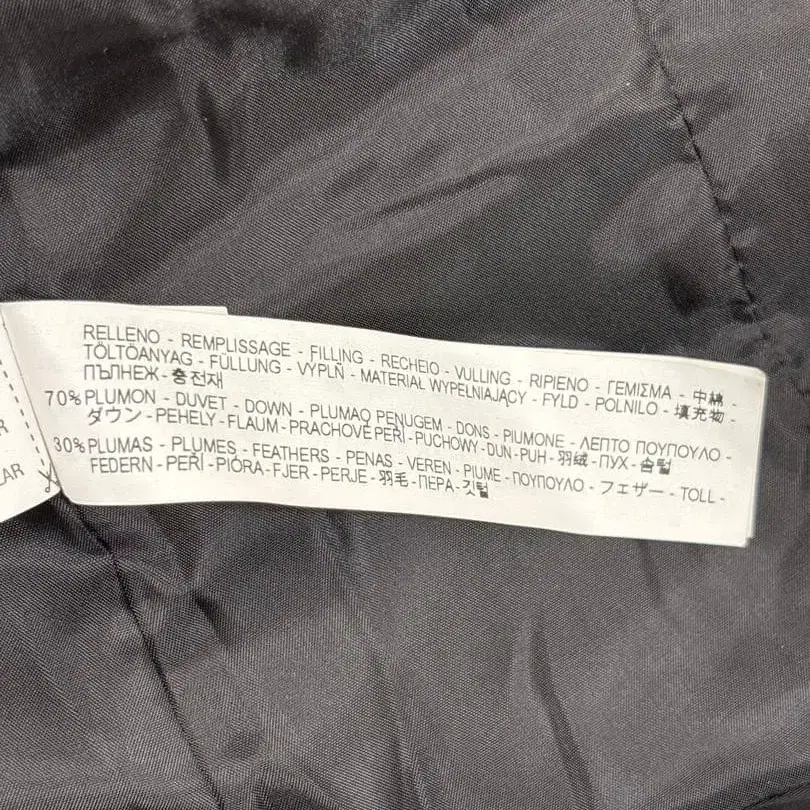 RELLENO - REMPLISSAGE - FILLING - RECHEIO - VULLING - RIPIENO - ΓΕΜΙΣΜΑ - 中綿 -
TÖLTÖANYAG - FÜLLUNG - VÝPLŇ - MATERIAŁ WYPEŁNIAJĄCY - FYLD - POLNILO - 填充物 -
ПЪЛНЕЖ - 충전재
70% PLUMON - DUVET - DOWN - PLUMAO PENUGEM - DONS - PIUMONE - ΛΕΠΤΟ ΠΟΥΠΟΥΛΟ -
ダウン - PEHELY - FLAUM - PRACHOVÉ PEŘÍ - PUCHOWY - DUN - PUH - 羽绒 - ПУХ - 솜털
30% PLUMAS - PLUMES - FEATHERS - PENAS - VEREN - PIUME - ΠΟΥΠΟΥΛΟ - フェザー - TOLL -
FEDERN - PEŘÍ - PIÓRA - FJER - PERJE - 羽毛 - ПЕРА - 깃털
R
AR